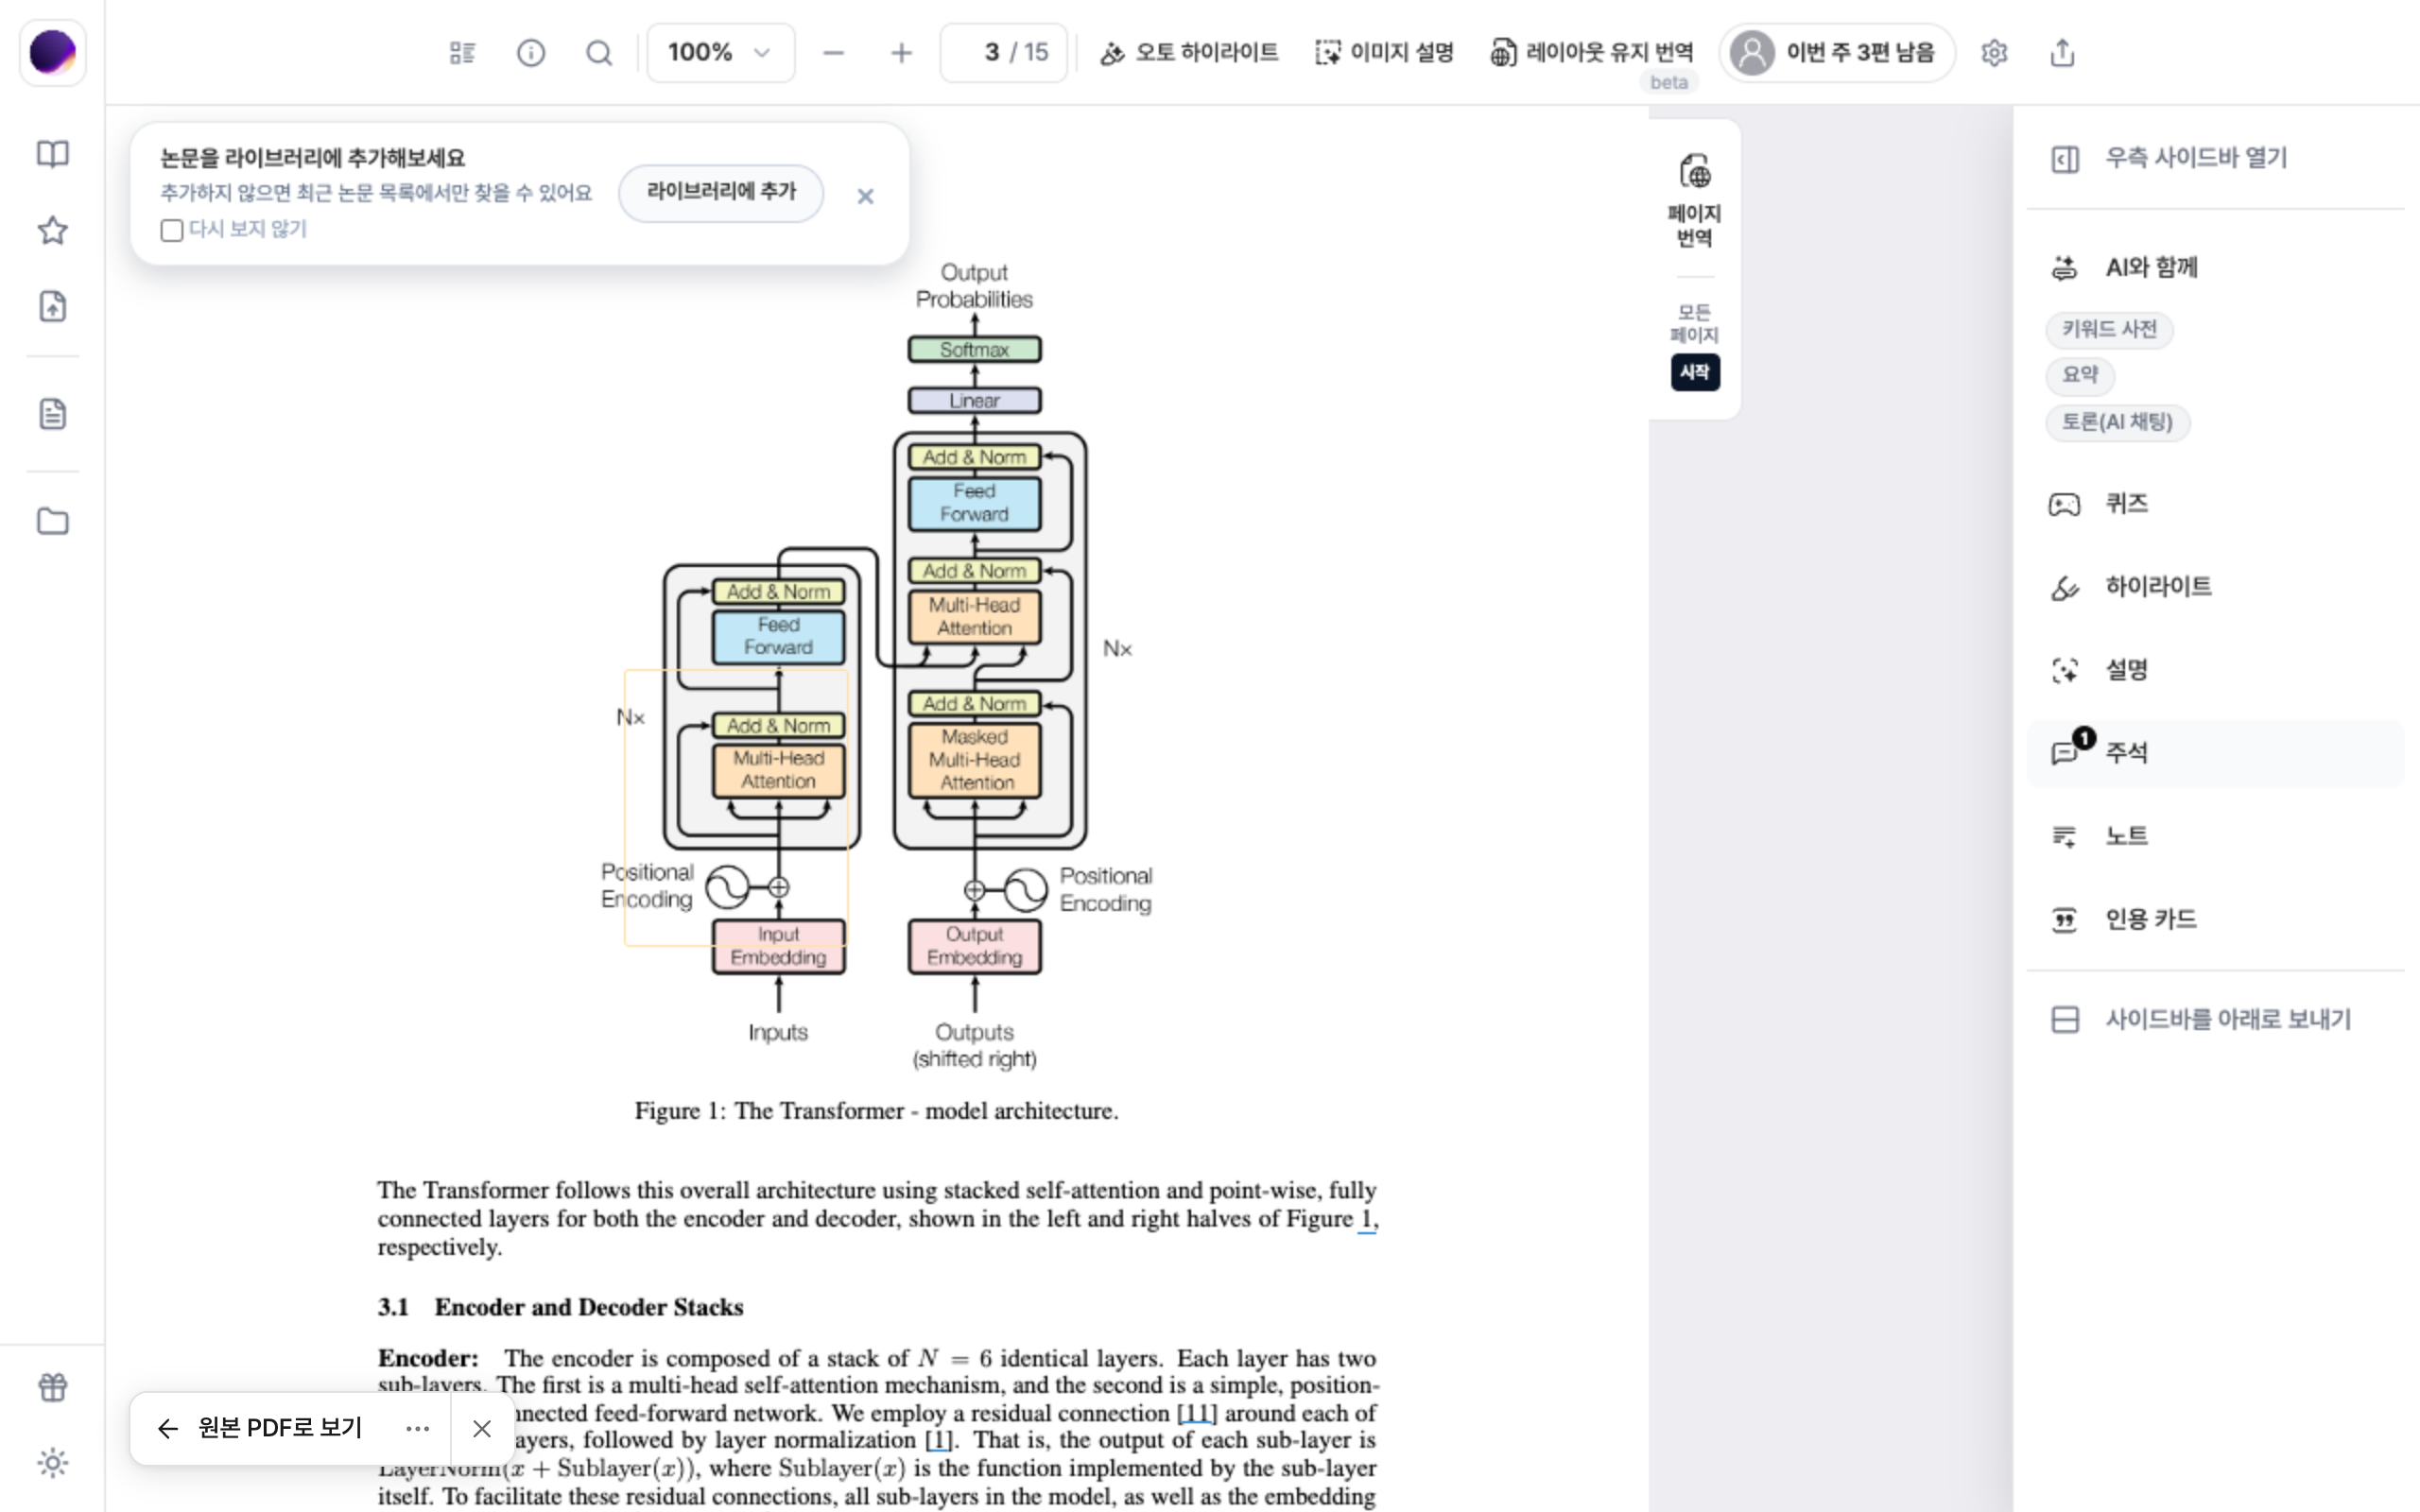 100%
3 / 15
오토 하이라이트
이미지 설명
레이아웃 유지 번역
beta
이번 주 3편 남음
논문을 라이브러리에 추가해보세요
추가하지 않으면 최근 논문 목록에서만 찾을 수 있어요
다시 보지 않기
라이브러리에 추가
페이지
번역
모든
페이지
시작
Output
Probabilities
Softmax
Linear
Add & Norm
Feed
Forward
Add & Norm
Multi-Head
Attention
N×
Add & Norm
Masked
Multi-Head
Attention
Add & Norm
Feed
Forward
N×
Add & Norm
Multi-Head
Attention
Positional
Encoding
Positional
Encoding
Input
Embedding
Output
Embedding
Inputs
Outputs
(shifted right)
Figure 1: The Transformer - model architecture.
The Transformer follows this overall architecture using stacked self-attention and point-wise, fully
connected layers for both the encoder and decoder, shown in the left and right halves of Figure 1,
respectively.
3.1 Encoder and Decoder Stacks
Encoder: The encoder is composed of a stack of N = 6 identical layers. Each layer has two
sub-layers. The first is a multi-head self-attention mechanism, and the second is a simple, position-
nnected feed-forward network. We employ a residual connection [11] around each of
ayers, followed by layer normalization [1]. That is, the output of each sub-layer is
LayerNorm(x + Sublayer(x)), where Sublayer(x) is the function implemented by the sub-layer
itself. To facilitate these residual connections, all sub-layers in the model, as well as the embedding
원본 PDF로 보기
우측 사이드바 열기
AI와 함께
키워드 사전
요약
토론(AI 채팅)
퀴즈
하이라이트
설명
1
주석
노트
인용 카드
사이드바를 아래로 보내기